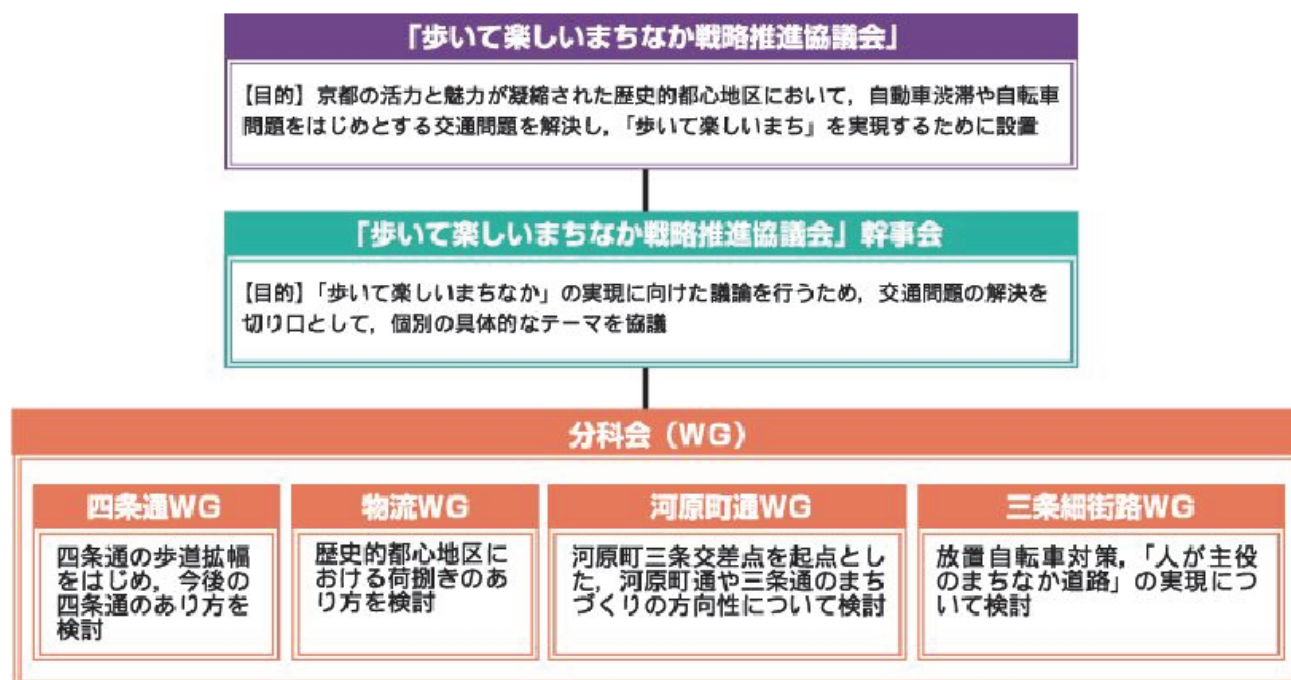 「歩いて楽しいまちなか戦略推進協議会」
【目的】京都の活力と魅力が凝縮された歴史的都心地区において，自動車渋滞や自転車
問題をはじめとする交通問題を解決し，「歩いて楽しいまち」を実現するために設置
「歩いて楽しいまちなか戦略推進協議会」幹事会
【目的】「歩いて楽しいまちなか」の実現に向けた議論を行うため，交通問題の解決を
切り口として，個別の具体的なテーマを協議
分科会（WG）
四条通WG
四条通の歩道拡幅
をはじめ，今後の
四条通のあり方を
検討
物流WG
歴史的都心地区に
おける荷捌きのあ
り方を検討
河原町通WG
河原町三条交差点を起点とし
た，河原町通や三条通のまち
づくりの方向性について検討
三条細街路WG
放置自転車対策，「人が主役
のまちなか道路」の実現につ
いて検討